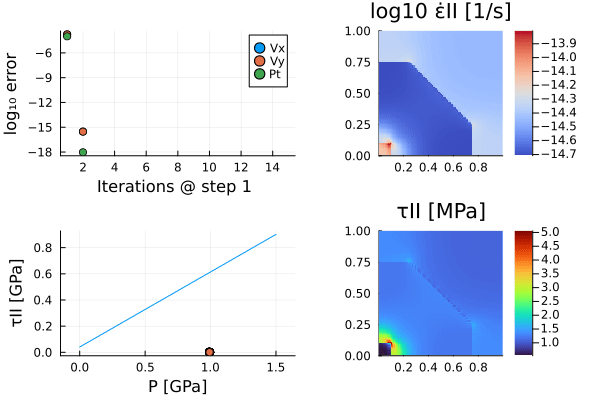 log₁₀ error
−6
−9
−12
−15
−18
2 4 6 8 10 12 14
Iterations @ step 1
Vx
Vy
Pt
log10 ε̇II [1/s]
1.00
0.75
0.50
0.25
0.00
0.2 0.4 0.6 0.8
−13.9
−14.0
−14.1
−14.2
−14.3
−14.4
−14.5
−14.6
−14.7
τII [GPa]
0.8
0.6
0.4
0.2
0.0
0.0 0.5 1.0 1.5
P [GPa]
τII [MPa]
1.00
0.75
0.50
0.25
0.00
0.2 0.4 0.6 0.8
5.0
4.5
4.0
3.5
3.0
2.5
2.0
1.5
1.0